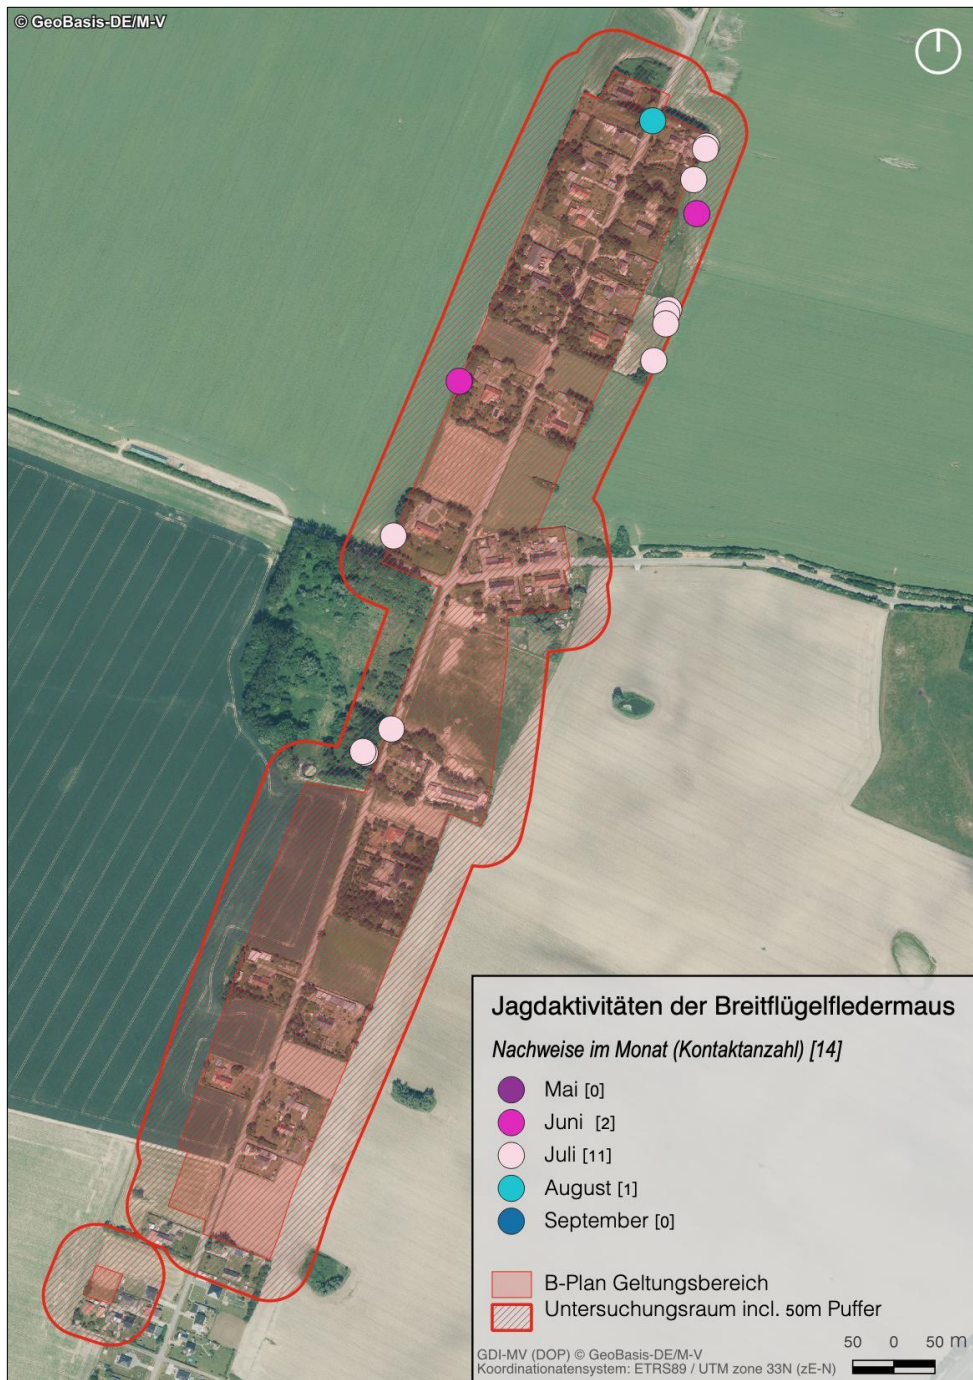 © GeoBasis-DE/M-V
Jagdaktivitäten der Breitflügelfledermaus
Nachweise im Monat (Kontaktanzahl) [14]
Mai [0]
Juni [2]
Juli [11]
August [1]
September [0]
B-Plan Geltungsbereich
Untersuchungsraum incl. 50m Puffer
50 0 50 m
GDI-MV (DOP) © GeoBasis-DE/M-V
Koordinationatensystem: ETRS89 / UTM zone 33N (zE-N)